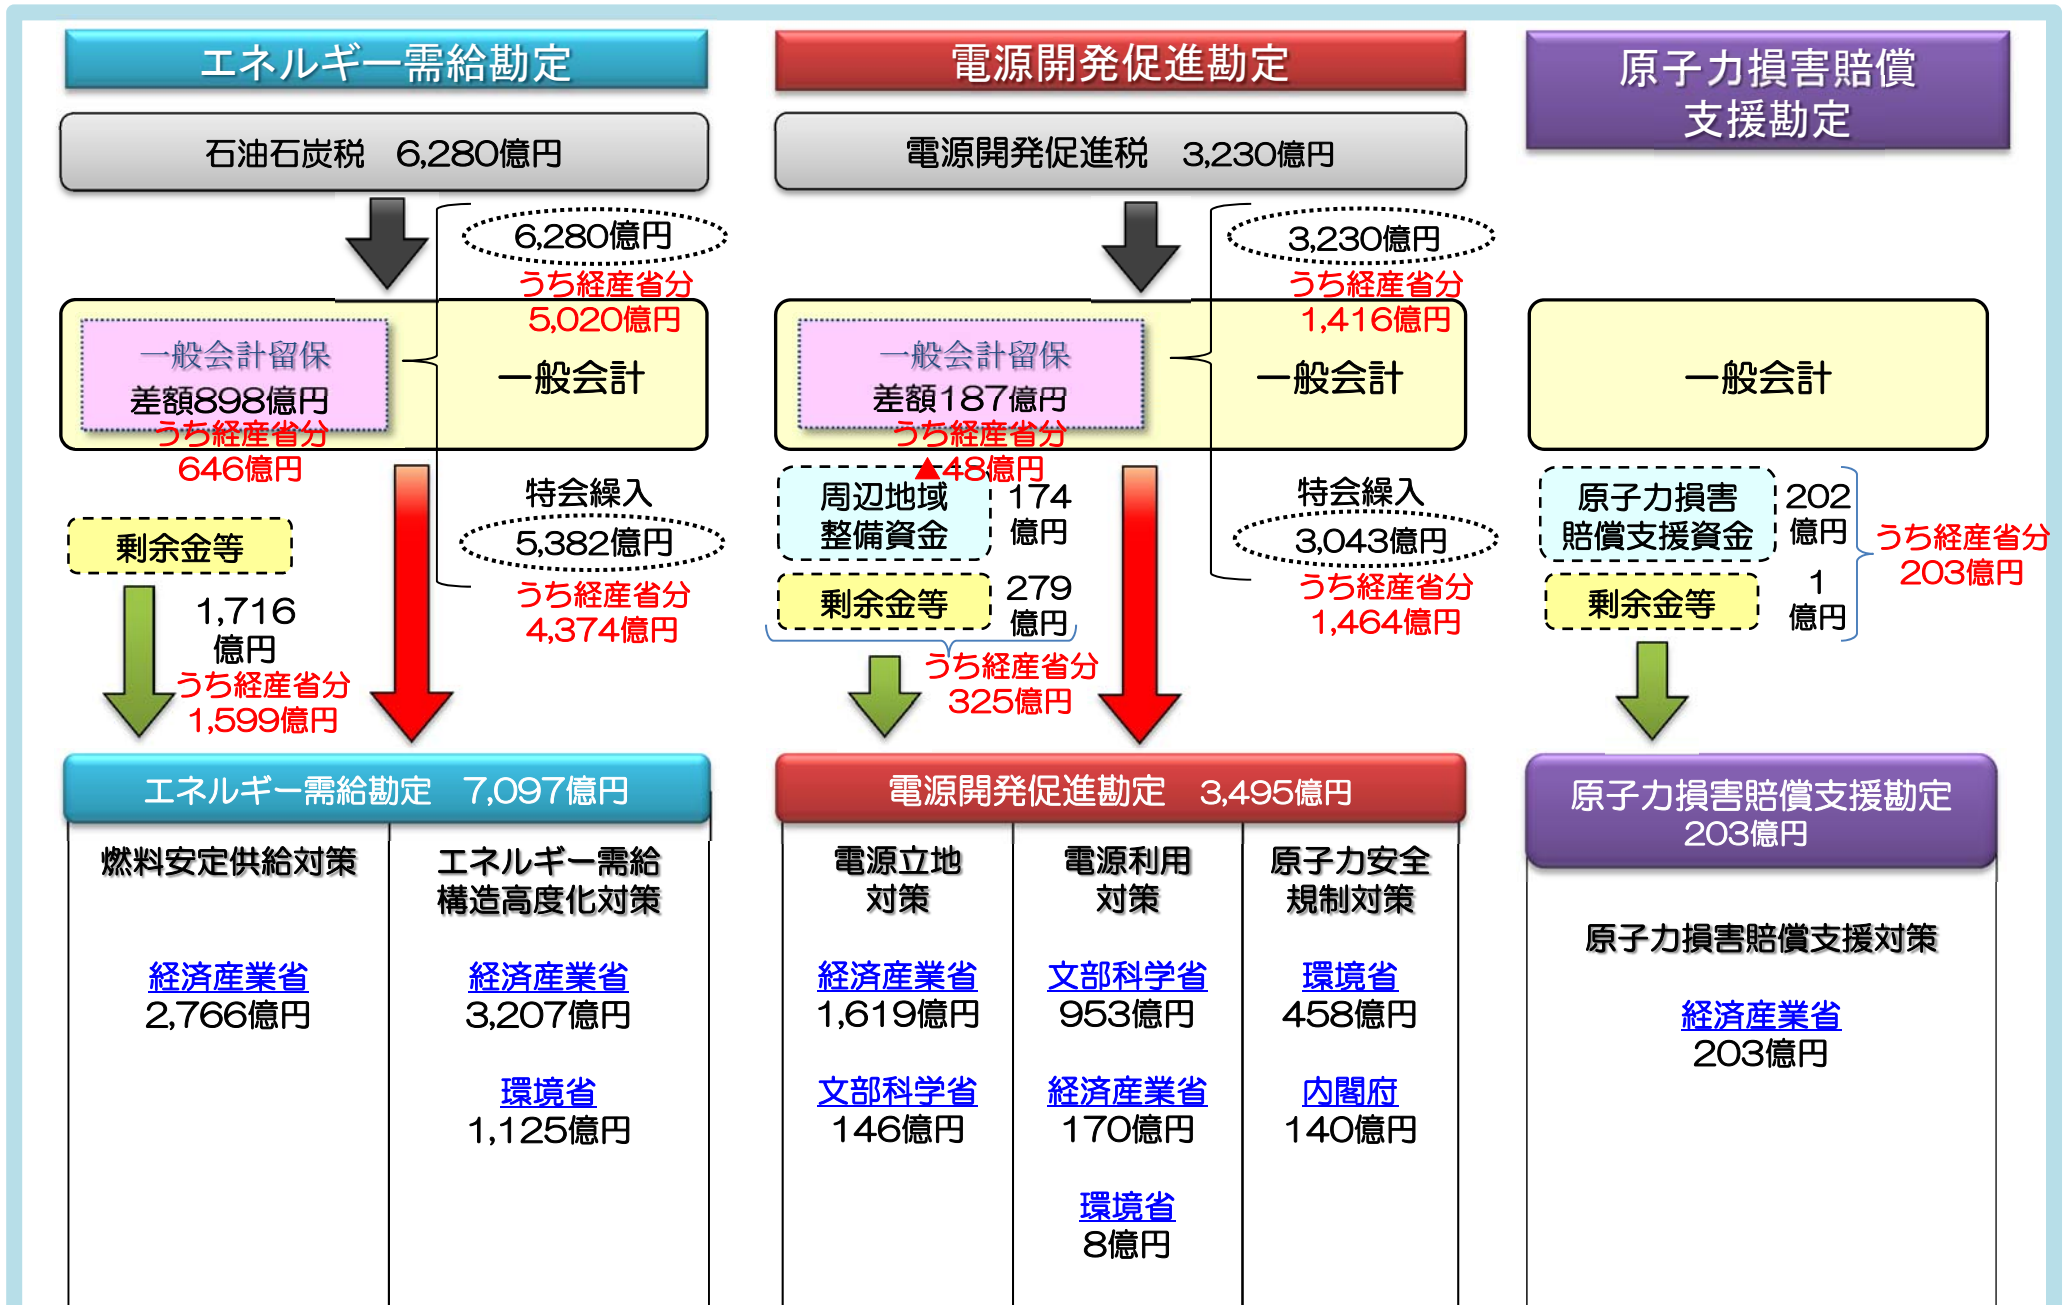 エネルギー需給勘定
石油石炭税　6,280億円
6,280億円
うち経産省分
5,020億円
一般会計留保
差額898億円
うち経産省分
646億円
一般会計
特会繰入
5,382億円
うち経産省分
4,374億円
剰余金等
1,716
億円
うち経産省分
1,599億円
エネルギー需給勘定　7,097億円
燃料安定供給対策
経済産業省
2,766億円
エネルギー需給
構造高度化対策
経済産業省
3,207億円
環境省
1,125億円
電源開発促進勘定
電源開発促進税　3,230億円
3,230億円
うち経産省分
1,416億円
一般会計留保
差額187億円
うち経産省分
▲48億円
一般会計
周辺地域
整備資金
174
億円
剰余金等
279
億円
うち経産省分
325億円
特会繰入
3,043億円
うち経産省分
1,464億円
電源開発促進勘定　3,495億円
電源立地
対策
経済産業省
1,619億円
文部科学省
146億円
電源利用
対策
文部科学省
953億円
経済産業省
170億円
環境省
8億円
原子力安全
規制対策
環境省
458億円
内閣府
140億円
原子力損害賠償
支援勘定
一般会計
原子力損害
賠償支援資金
202
億円
剰余金等
1
億円
うち経産省分
203億円
原子力損害賠償支援勘定
203億円
原子力損害賠償支援対策
経済産業省
203億円